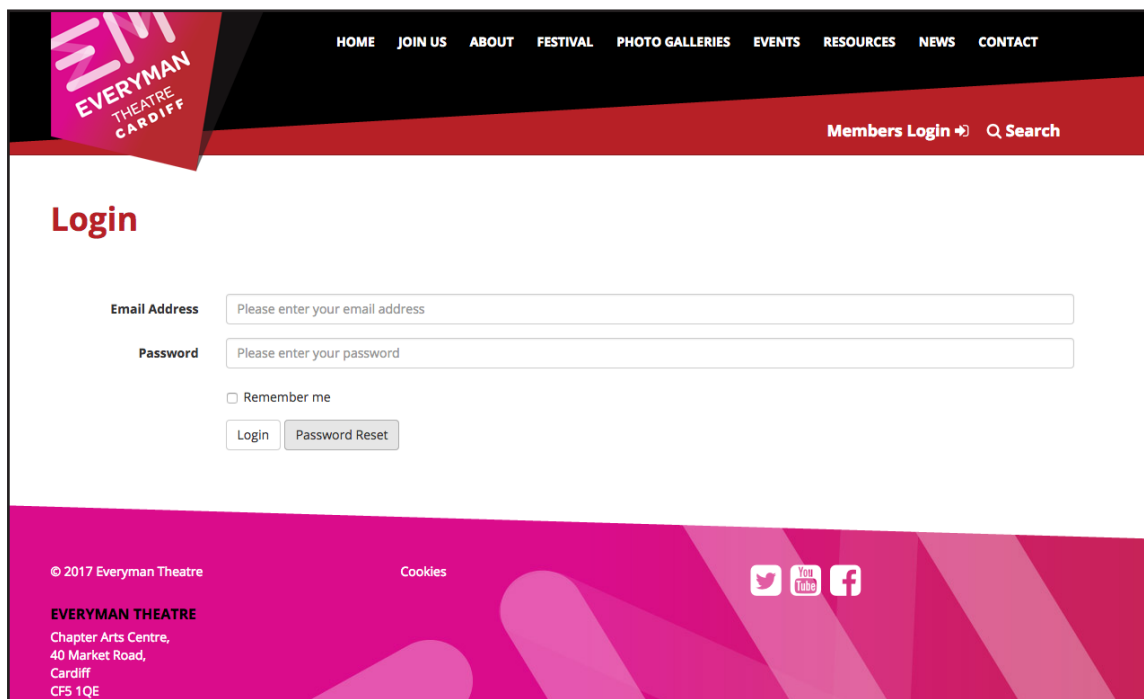 EM
EVERYMAN
THEATRE
CARDIFF
HOME JOIN US ABOUT FESTIVAL PHOTO GALLERIES EVENTS RESOURCES NEWS CONTACT
Members Login Search
Login
Email Address Please enter your email address
Password Please enter your password
Remember me
Login Password Reset
© 2017 Everyman Theatre Cookies You Tube
EVERYMAN THEATRE
Chapter Arts Centre,
40 Market Road,
Cardiff
CF5 1QE